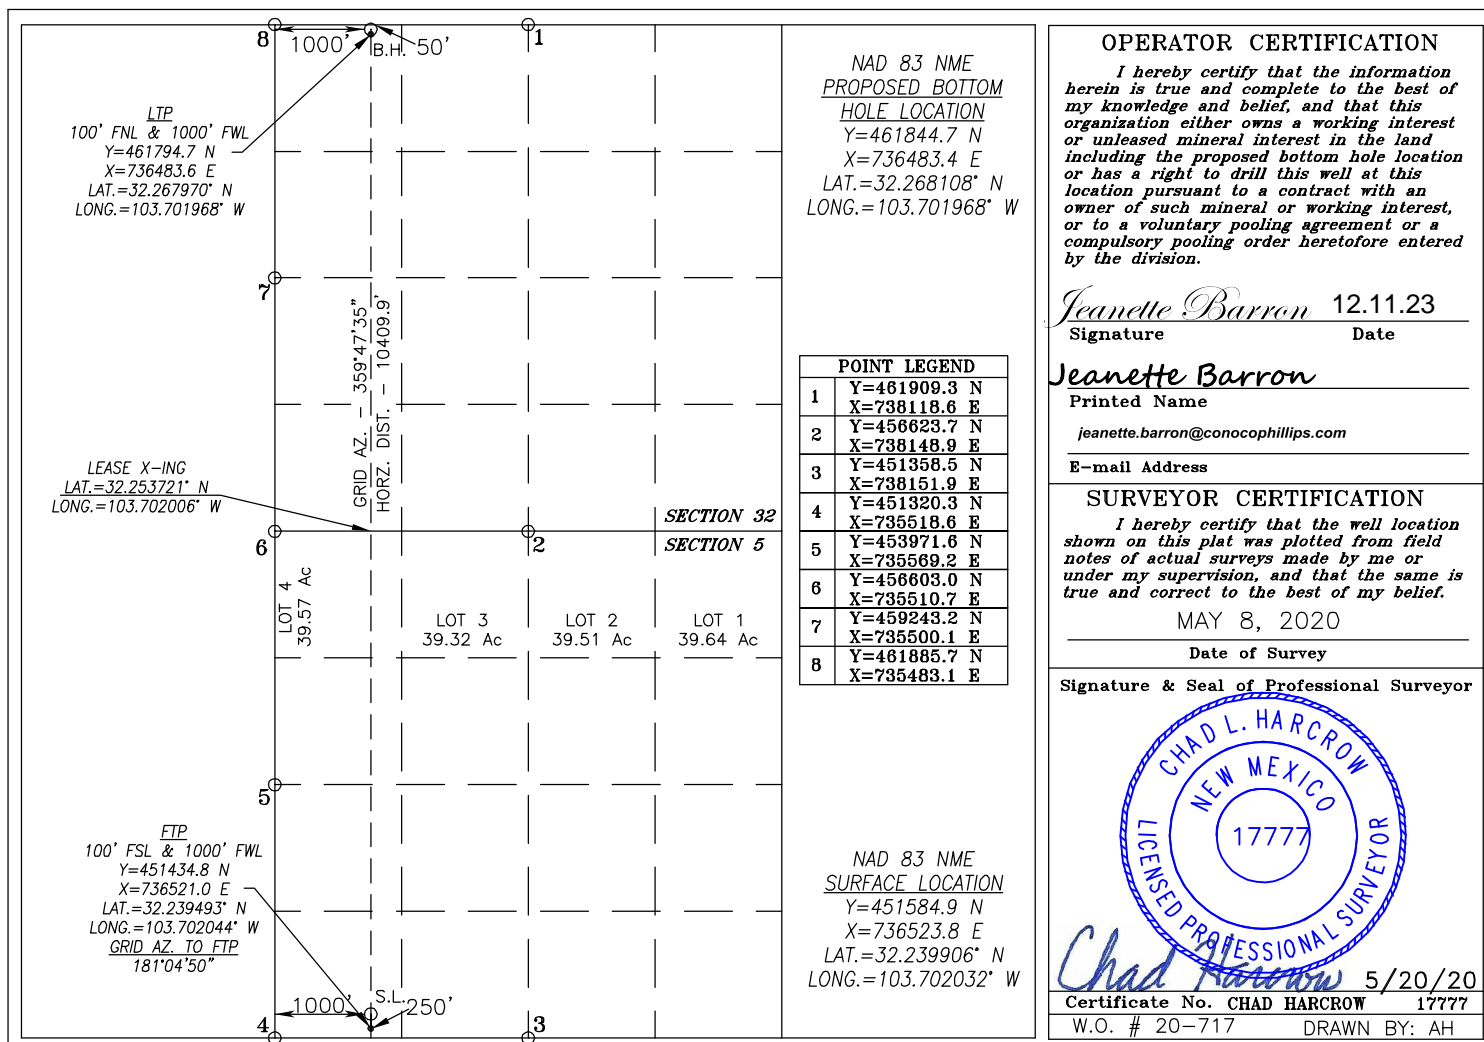 8
1000'
B.H.
50'
1
LTP
100' FNL & 1000' FWL
Y=461794.7 N
X=736483.6 E
LAT.=32.267970° N
LONG.=103.701968° W
7
GRID AZ. - 359°47'35"
HORZ. DIST. - 10409.9'
LEASE X-ING
LAT.=32.253721° N
LONG.=103.702006° W
SECTION 32
6
2
SECTION 5
LOT 4
39.57 Ac
LOT 3
39.32 Ac
LOT 2
39.51 Ac
LOT 1
39.64 Ac
5
FTP
100' FSL & 1000' FWL
Y=451434.8 N
X=736521.0 E
LAT.=32.239493° N
LONG.=103.702044° W
GRID AZ. TO FTP
181°04'50"
1000'
S.L.
250'
4
3
NAD 83 NME
PROPOSED BOTTOM
HOLE LOCATION
Y=461844.7 N
X=736483.4 E
LAT.=32.268108° N
LONG.=103.701968° W
POINT LEGEND
1 Y=461909.3 N
X=738118.6 E
2 Y=456623.7 N
X=738148.9 E
3 Y=451358.5 N
X=738151.9 E
4 Y=451320.3 N
X=735518.6 E
5 Y=453971.6 N
X=735569.2 E
6 Y=456603.0 N
X=735510.7 E
7 Y=459243.2 N
X=735500.1 E
8 Y=461885.7 N
X=735483.1 E
NAD 83 NME
SURFACE LOCATION
Y=451584.9 N
X=736523.8 E
LAT.=32.239906° N
LONG.=103.702032° W
OPERATOR CERTIFICATION
I hereby certify that the information
herein is true and complete to the best of
my knowledge and belief, and that this
organization either owns a working interest
or unleased mineral interest in the land
including the proposed bottom hole location
or has a right to drill this well at this
location pursuant to a contract with an
owner of such mineral or working interest,
or to a voluntary pooling agreement or a
compulsory pooling order heretofore entered
by the division.
Jeanette Barron 12.11.23
Signature Date
Jeanette Barron
Printed Name
jeanette.barron@conocophillips.com
E-mail Address
SURVEYOR CERTIFICATION
I hereby certify that the well location
shown on this plat was plotted from field
notes of actual surveys made by me or
under my supervision, and that the same is
true and correct to the best of my belief.
MAY 8, 2020
Date of Survey
Signature & Seal of Professional Surveyor
CHAD L. HARCROW
NEW MEXICO
17777
LICENSED PROFESSIONAL SURVEYOR
Chad Harcrow 5/20/20
Certificate No. CHAD HARCROW 17777
W.O. # 20-717 DRAWN BY: AH